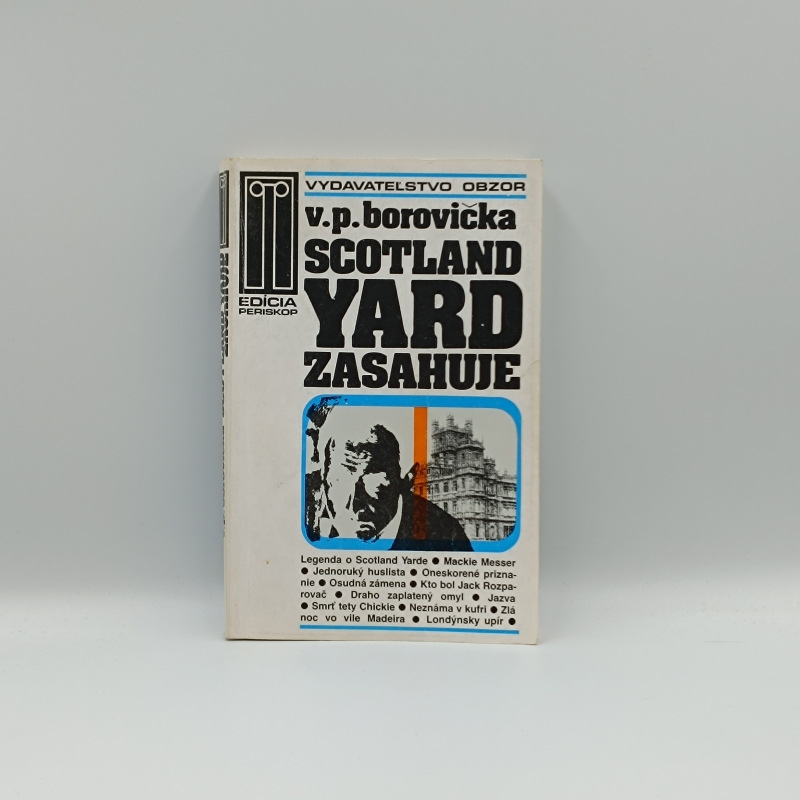 VYDAVATEĽSTVO OBZOR
v.p.borovička
SCOTLAND
YARD
ZASAHUJE
EDÍCIA
PERISKOP
Legenda o Scotland Yarde ● Mackie Messer
● Jednoruký huslista ● Oneskorené prizna-
nie ● Osudná zámena ● Kto bol Jack Rozpa-
rovač ● Draho zaplatený omyl ● Jazva
● Smrť tety Chickie ● Neznáma v kufri ● Zlá
noc vo vile Madeira ● Londýnsky upír ●